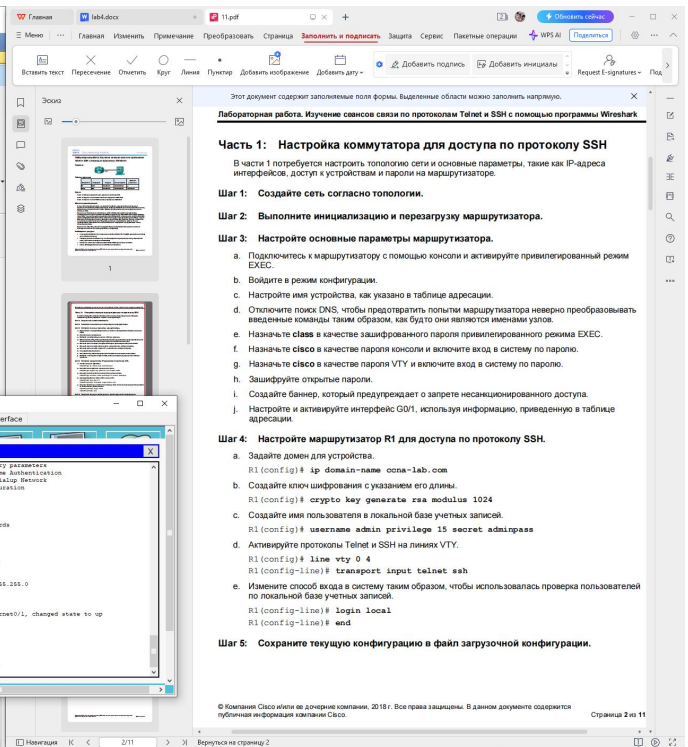 Главная
lab4.docx
11.pdf
Обновить сейчас
Меню
Главная Изменить Примечание Преобразовать Страница Заполнить и подписать Защита Сервис Пакетные операции WPS AI Поделиться
Вставить текст Пересечение Отметить Круг Линия Пунктир Добавить изображение Добавить дату Добавить подпись Добавить инициалы Request E-signatures Под
Эскиз
Этот документ содержит заполняемые поля формы. Выделенные области можно заполнить напрямую.
Лабораторная работа. Изучение сеансов связи по протоколам Telnet и SSH с помощью программы Wireshark
Часть 1: Настройка коммутатора для доступа по протоколу SSH
В части 1 потребуется настроить топологию сети и основные параметры, такие как IP-адреса
интерфейсов, доступ к устройствам и пароли на маршрутизаторе.
Шаг 1: Создайте сеть согласно топологии.
Шаг 2: Выполните инициализацию и перезагрузку маршрутизатора.
Шаг 3: Настройте основные параметры маршрутизатора.
a. Подключитесь к маршрутизатору с помощью консоли и активируйте привилегированный режим
EXEC.
b. Войдите в режим конфигурации.
c. Настройте имя устройства, как указано в таблице адресации.
d. Отключите поиск DNS, чтобы предотвратить попытки маршрутизатора неверно преобразовывать
введенные команды таким образом, как будто они являются именами узлов.
e. Назначьте class в качестве зашифрованного пароля привилегированного режима EXEC.
f. Назначьте cisco в качестве пароля консоли и включите вход в систему по паролю.
g. Назначьте cisco в качестве пароля VTY и включите вход в систему по паролю.
h. Зашифруйте открытые пароли.
i. Создайте баннер, который предупреждает о запрете несанкционированного доступа.
j. Настройте и активируйте интерфейс G0/1, используя информацию, приведенную в таблице
адресации.
Шаг 4: Настройте маршрутизатор R1 для доступа по протоколу SSH.
a. Задайте домен для устройства.
R1(config)# ip domain-name ccna-lab.com
b. Создайте ключ шифрования с указанием его длины.
R1(config)# crypto key generate rsa modulus 1024
c. Создайте имя пользователя в локальной базе учетных записей.
R1(config)# username admin privilege 15 secret adminpass
d. Активируйте протоколы Telnet и SSH на линиях VTY.
R1(config)# line vty 0 4
R1(config-line)# transport input telnet ssh
e. Измените способ входа в систему таким образом, чтобы использовалась проверка пользователей
по локальной базе учетных записей.
R1(config-line)# login local
R1(config-line)# end
Шаг 5: Сохраните текущую конфигурацию в файл загрузочной конфигурации.
© Компания Cisco и/или ее дочерние компании, 2018 г. Все права защищены. В данном документе содержится
публичная информация компании Cisco.
Страница 2 из 11
1
erface
X
ry parameters
me Authentication
ialup Network
uration
rds
55.255.0
rnet0/1, changed state to up
Навигация 2/11 Вернуться на страницу 2